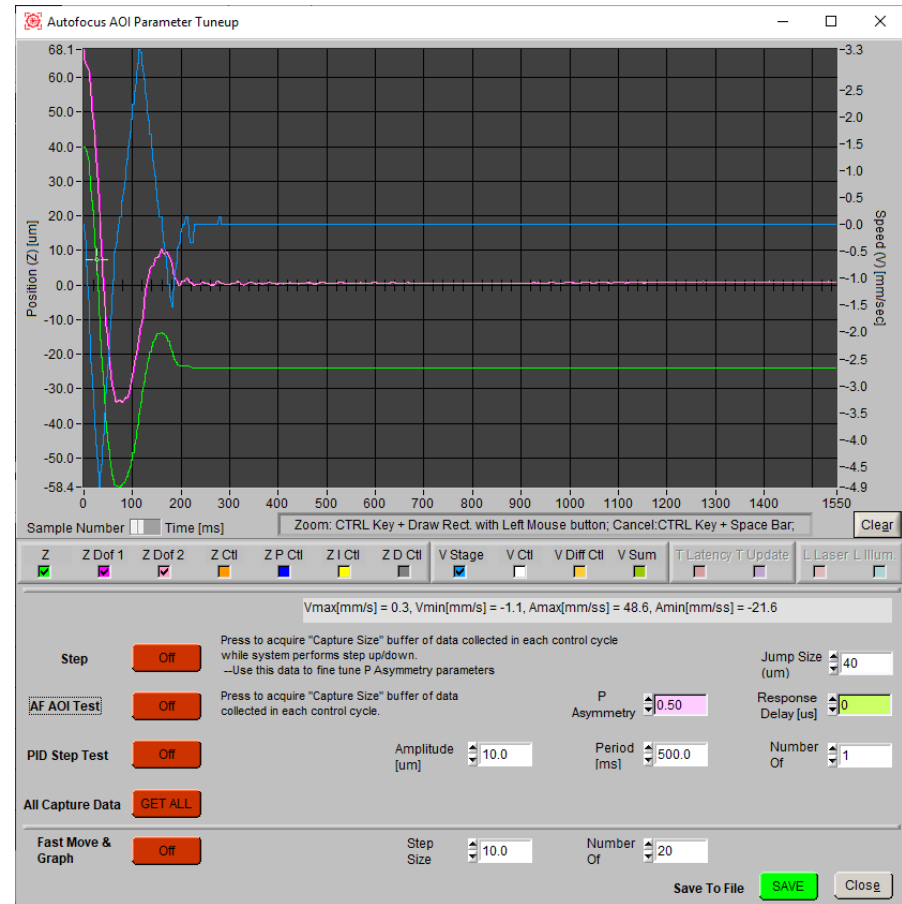 Autofocus AOI Parameter Tuneup
68.1
60.0
50.0
40.0
30.0
20.0
10.0
0.0
-10.0
-20.0
-30.0
-40.0
-50.0
-58.4
Position (Z) [um]
3.3
2.5
2.0
1.5
1.0
0.5
0.0
-0.5
-1.0
-1.5
-2.0
-2.5
-3.0
-3.5
-4.0
-4.5
-4.9
Speed (V) [mm/sec]
0 100 200 300 400 500 600 700 800 900 1000 1100 1200 1300 1400 1550
Sample Number Time [ms] Zoom: CTRL Key + Draw Rect. with Left Mouse button; Cancel:CTRL Key + Space Bar; Clear
Z Z Dof 1 Z Dof 2 Z Ctl Z P Ctl Z I Ctl Z D Ctl V Stage V Ctl V Diff Ctl V Sum T Latency T Update L Laser L Illum.
Vmax[mm/s] = 0.3, Vmin[mm/s] = -1.1, Amax[mm/ss] = 48.6, Amin[mm/ss] = -21.6
Step Off
Press to acquire "Capture Size" buffer of data collected in each control cycle
while system performs step up/down.
--Use this data to fine tune P Asymmetry parameters
Jump Size
(um)
40
AF AOI Test Off
Press to acquire "Capture Size" buffer of data
collected in each control cycle.
P
Asymmetry
0.50
Response
Delay [us]
0
PID Step Test Off
Amplitude
[um]
10.0
Period
[ms]
500.0
Number
Of
1
All Capture Data GET ALL
Fast Move &
Graph
Off
Step
Size
10.0
Number
Of
20
Save To File SAVE Close